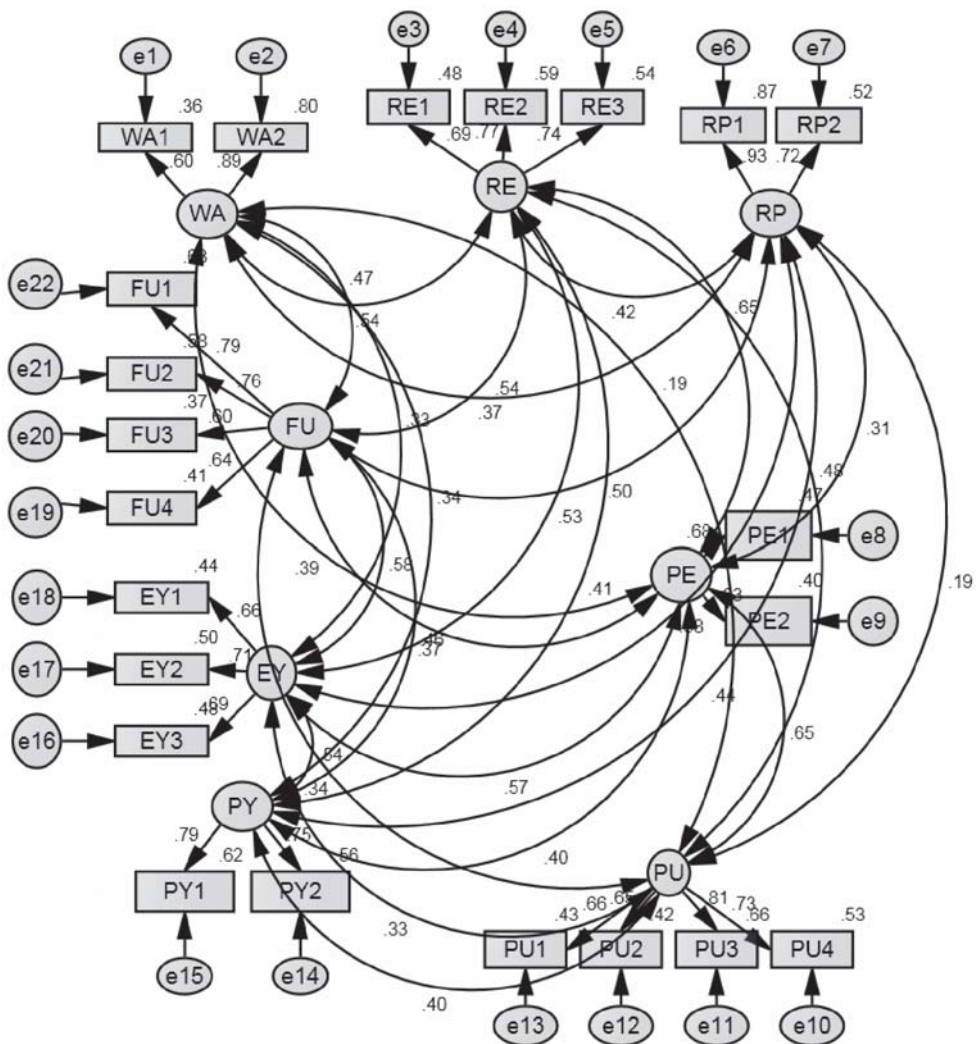 e1 e2 e3 e4 e5 e6 e7
.36 .80 .48 .59 .54 .87 .52
WA1 WA2 RE1 RE2 RE3 RP1 RP2
.60 .89 .69 .77 .74 .93 .72
WA RE RP
e22 FU1 .63
.47 .54 .42 .65
e21 FU2 .58 .79
.76 .54 .19
e20 FU3 .37 .60
FU .33 .37 .31
.64
e19 FU4 .41
.34 .50 .48 .47
.53
.39 .58 .68 PE1 e8
PE .41 .40 .19
e18 EY1 .44
.66 PE2 e9
e17 EY2 .50 .71
EY .37 .44
e16 EY3 .69
.65
.54 .34 .57
PY
.79 .62 .75 .56 .40
PU
PY1 PY2 .33
.43 .66 .42 .81 .73 .66 .53
PU1 PU2 PU3 PU4
e15 e14 .40
e13 e12 e11 e10